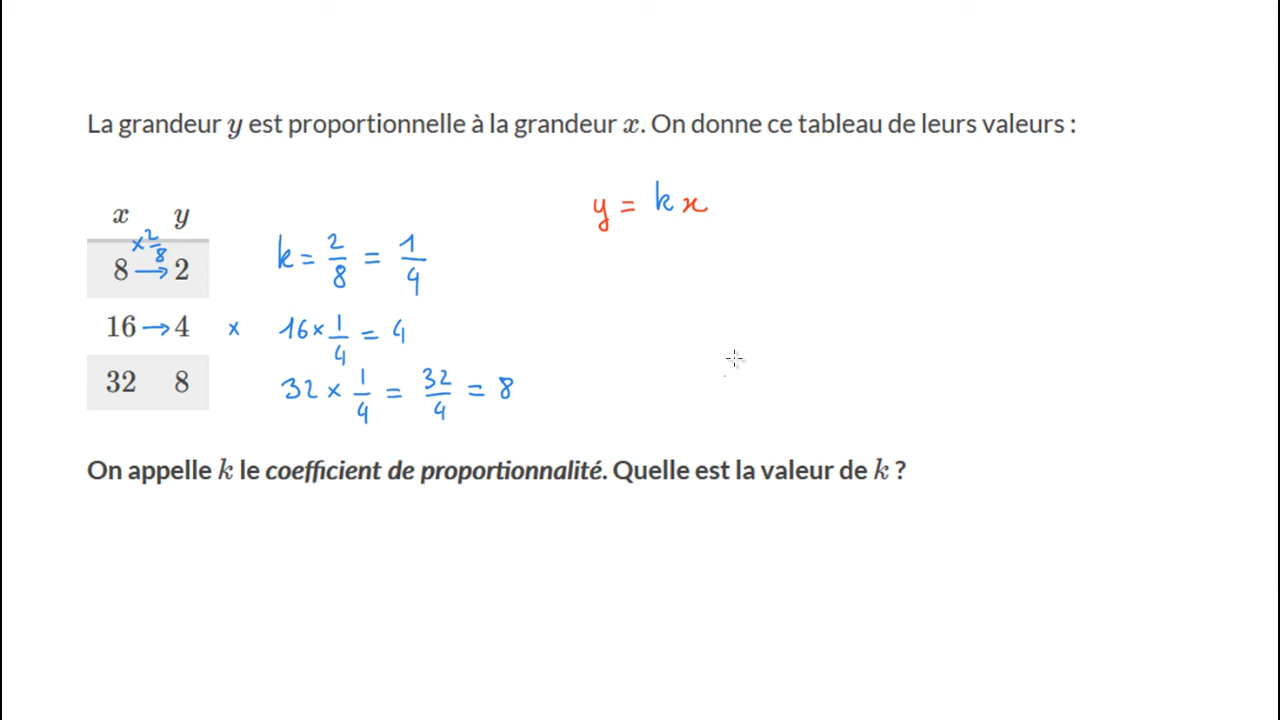 La grandeur y est proportionnelle à la grandeur x. On donne ce tableau de leurs valeurs :
y = k x
x y
× 2/8
8 → 2 k = 2/8 = 1/4
16 → 4 × 16 × 1/4 = 4
32 8 32 × 1/4 = 32/4 = 8
On appelle k le coefficient de proportionnalité. Quelle est la valeur de k ?